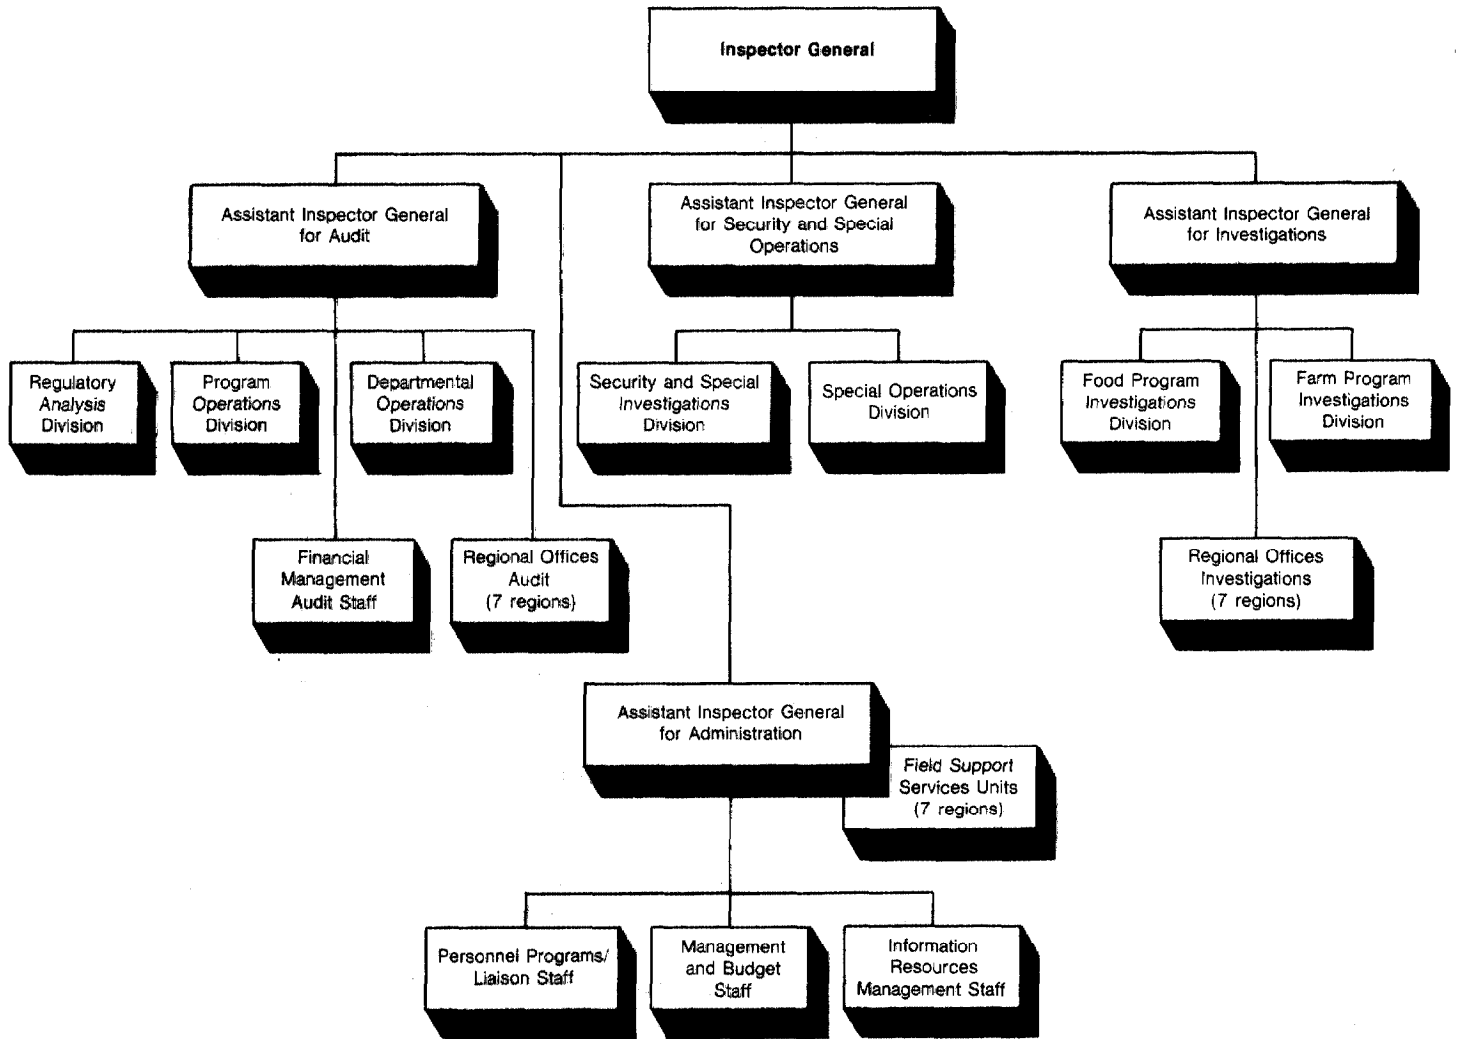 Inspector General
Assistant Inspector General
for Audit
Assistant Inspector General
for Security and Special
Operations
Assistant Inspector General
for Investigations
Regulatory
Analysis
Division
Program
Operations
Division
Departmental
Operations
Division
Security and Special
Investigations
Division
Special Operations
Division
Food Program
Investigations
Division
Farm Program
Investigations
Division
Financial
Management
Audit Staff
Regional Offices
Audit
(7 regions)
Regional Offices
Investigations
(7 regions)
Assistant Inspector General
for Administration
Field Support
Services Units
(7 regions)
Personnel Programs/
Liaison Staff
Management
and Budget
Staff
Information
Resources
Management Staff